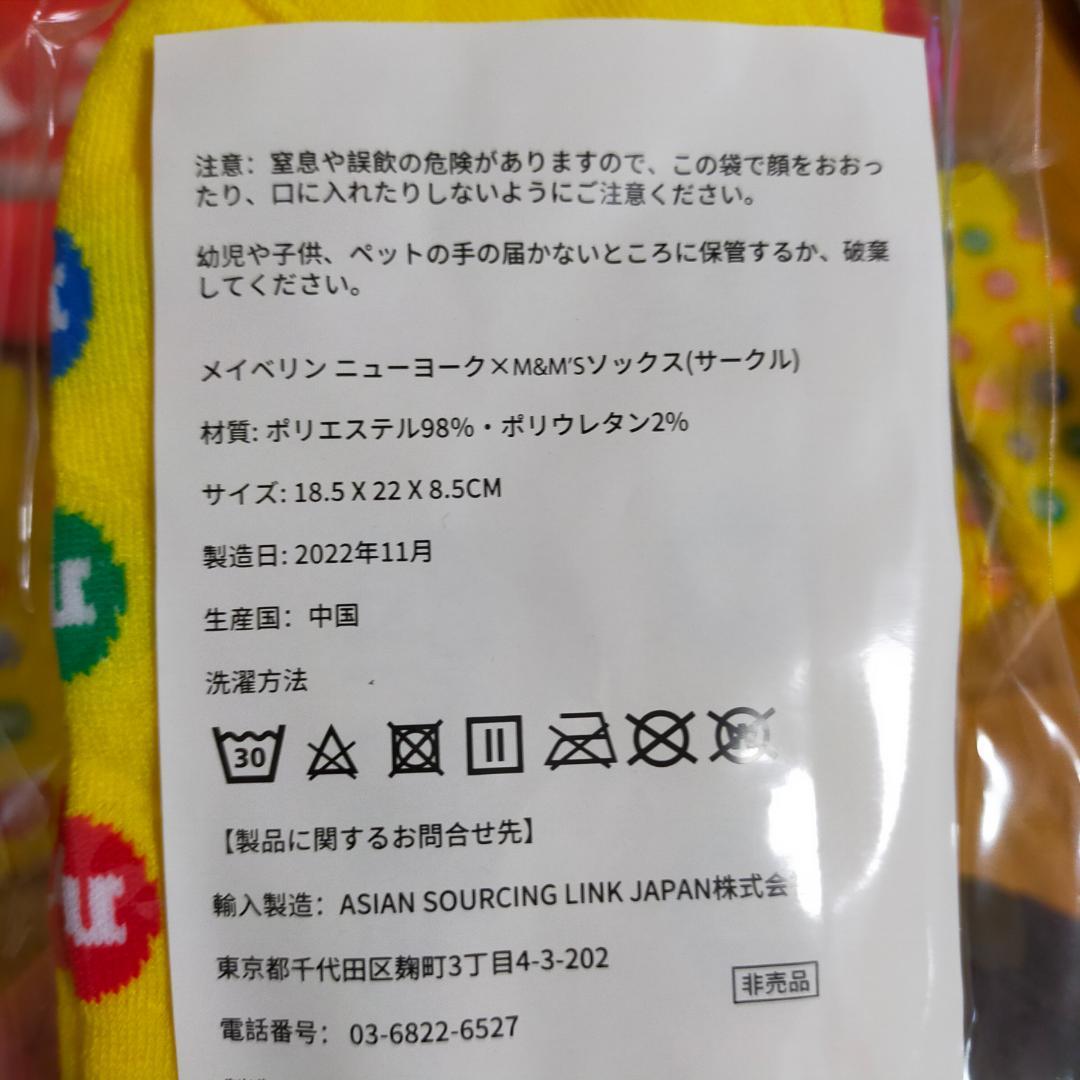 注意：窒息や誤飲の危険がありますので、この袋で顔をおおっ
たり、口に入れたりしないようにご注意ください。
幼児や子供、ペットの手の届かないところに保管するか、破棄
してください。
メイベリン ニューヨーク×M&M'Sソックス(サークル)
材質: ポリエステル98%・ポリウレタン2%
サイズ: 18.5 X 22 X 8.5CM
製造日: 2022年11月
生産国：中国
洗濯方法
30
【製品に関するお問合せ先】
輸入製造：ASIAN SOURCING LINK JAPAN株式会
東京都千代田区麹町3丁目4-3-202
非売品
電話番号： 03-6822-6527